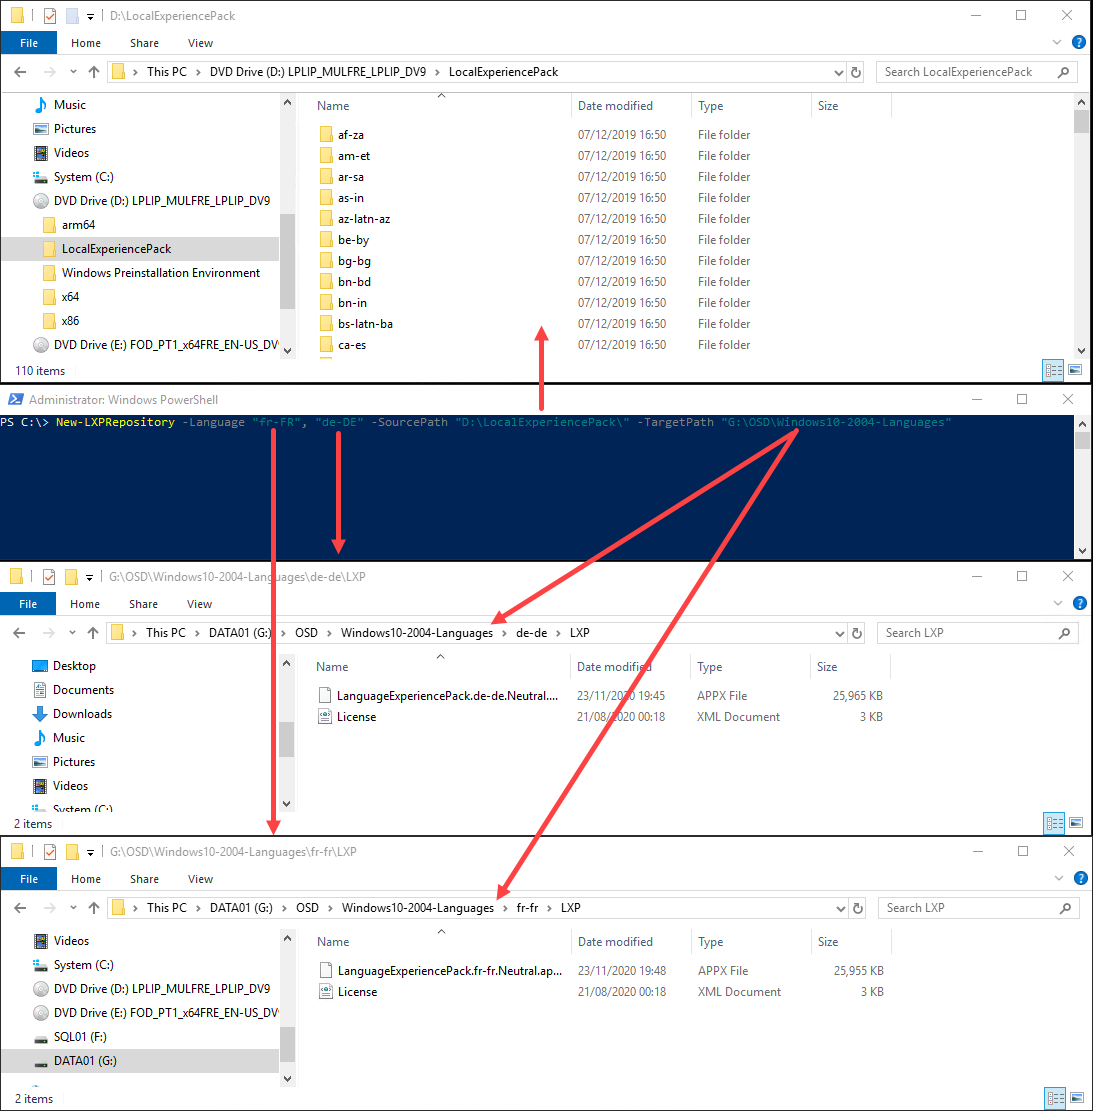 D:\LocalExperiencePack
File Home Share View
This PC > DVD Drive (D:) LPLIP_MULFRE_LPLIP_DV9 > LocalExperiencePack
Search LocalExperiencePack
Music
Pictures
Videos
System (C:)
DVD Drive (D:) LPLIP_MULFRE_LPLIP_DV9
arm64
LocalExperiencePack
Windows Preinstallation Environment
x64
x86
DVD Drive (E:) FOD_PT1_x64FRE_EN-US_DV
Name Date modified Type Size
af-za 07/12/2019 16:50 File folder
am-et 07/12/2019 16:50 File folder
ar-sa 07/12/2019 16:50 File folder
as-in 07/12/2019 16:50 File folder
az-latn-az 07/12/2019 16:50 File folder
be-by 07/12/2019 16:50 File folder
bg-bg 07/12/2019 16:50 File folder
bn-bd 07/12/2019 16:50 File folder
bn-in 07/12/2019 16:50 File folder
bs-latn-ba 07/12/2019 16:50 File folder
ca-es 07/12/2019 16:50 File folder
110 items
Administrator: Windows PowerShell
PS C:\> New-LXPRepository -Language "fr-FR", "de-DE" -SourcePath "D:\LocalExperiencePack\" -TargetPath "G:\OSD\Windows10-2004-Languages"
G:\OSD\Windows10-2004-Languages\de-de\LXP
File Home Share View
This PC > DATA01 (G:) > OSD > Windows10-2004-Languages > de-de > LXP
Search LXP
Desktop
Documents
Downloads
Music
Pictures
Videos
System (C:)
Name Date modified Type Size
LanguageExperiencePack.de-de.Neutral.... 23/11/2020 19:45 APPX File 25,965 KB
License 21/08/2020 00:18 XML Document 3 KB
2 items
G:\OSD\Windows10-2004-Languages\fr-fr\LXP
File Home Share View
This PC > DATA01 (G:) > OSD > Windows10-2004-Languages > fr-fr > LXP
Search LXP
Videos
System (C:)
DVD Drive (D:) LPLIP_MULFRE_LPLIP_DV9
DVD Drive (E:) FOD_PT1_x64FRE_EN-US_DV
SQL01 (F:)
DATA01 (G:)
Name Date modified Type Size
LanguageExperiencePack.fr-fr.Neutral.ap... 23/11/2020 19:48 APPX File 25,955 KB
License 21/08/2020 00:18 XML Document 3 KB
2 items